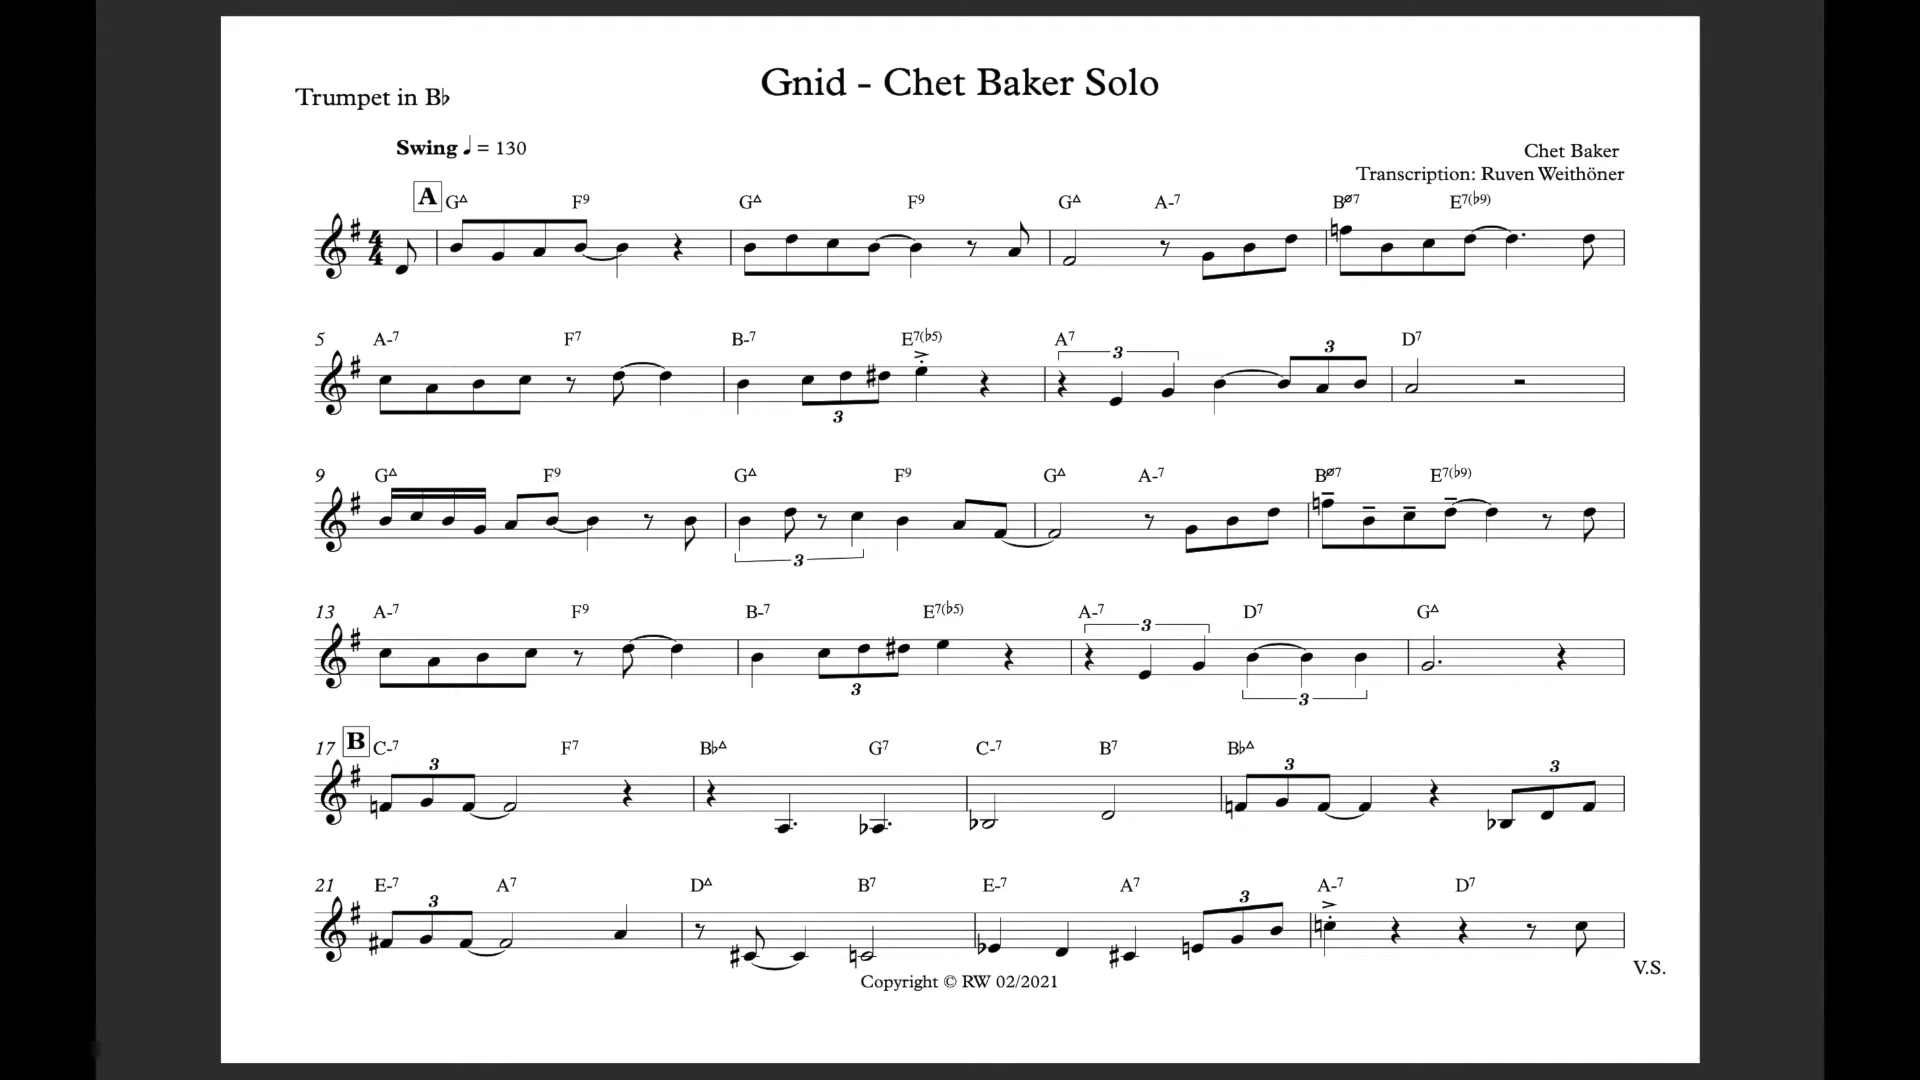 Gnid - Chet Baker Solo
Trumpet in B♭
Swing ♩ = 130
Chet Baker
Transcription: Ruven Weithöner
A G△ F9 G△ F9 G△ A-7 Bø7 E7(♭9)
4
4
5 A-7 F7 B-7 E7(♭5) A7 D7
3 3 3
9 G△ F9 G△ F9 G△ A-7 Bø7 E7(♭9)
3
13 A-7 F9 B-7 E7(♭5) A-7 D7 G△
3 3 3
17 B C-7 F7 B♭△ G7 C-7 B7 B♭△
3 3 3
21 E-7 A7 D△ B7 E-7 A7 A-7 D7
3 3
V.S.
Copyright © RW 02/2021